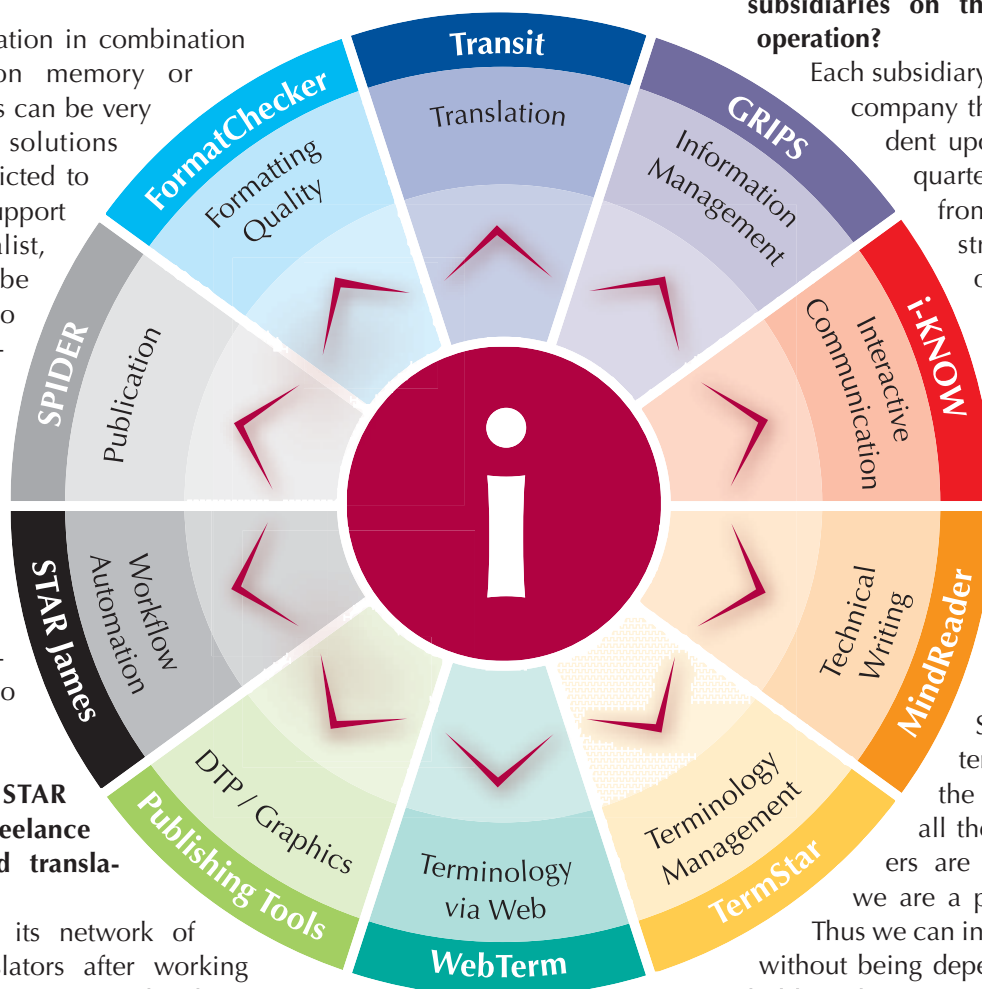 ation in combination
on memory or
s can be very
solutions
icted to
upport
alist,
be
o
-
-
o
STAR
eelance
d transla-
its network of
slators after working
subsidiaries on th
operation?
Each subsidiary
company th
dent upo
quarte
from
str
o
S
ter
the
all the
ers are
we are a p
Thus we can in
without being depe
Transit
Translation
GRIPS
Information
Management
i-KNOW
Interactive
Communication
MindReader
Technical
Writing
TermStar
Terminology
Management
WebTerm
Terminology
via Web
Publishing Tools
DTP / Graphics
STAR James
Workflow
Automation
SPIDER
Publication
FormatChecker
Formatting
Quality
i